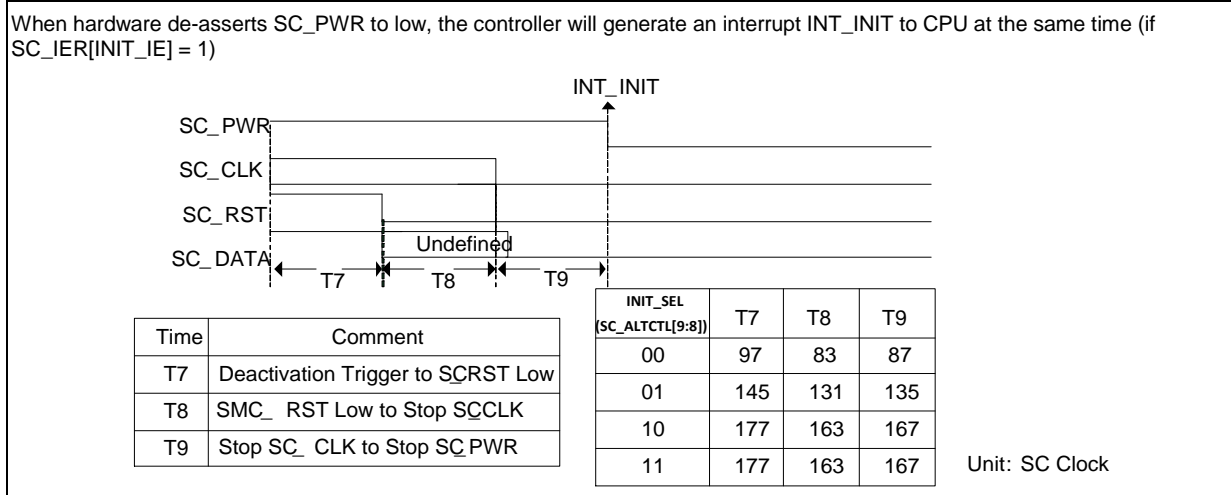 When hardware de-asserts SC_PWR to low, the controller will generate an interrupt INT_INIT to CPU at the same time (if
SC_IER[INIT_IE] = 1)
INT_INIT
SC_PWR
SC_CLK
SC_RST
SC_DATA
Undefined
T7 T8 T9
Time Comment
T7 Deactivation Trigger to SCRST Low
T8 SMC_ RST Low to Stop SCCLK
T9 Stop SC_ CLK to Stop SC PWR
INIT_SEL
(SC_ALTCTL[9:8]) T7 T8 T9
00 97 83 87
01 145 131 135
10 177 163 167
11 177 163 167
Unit: SC Clock